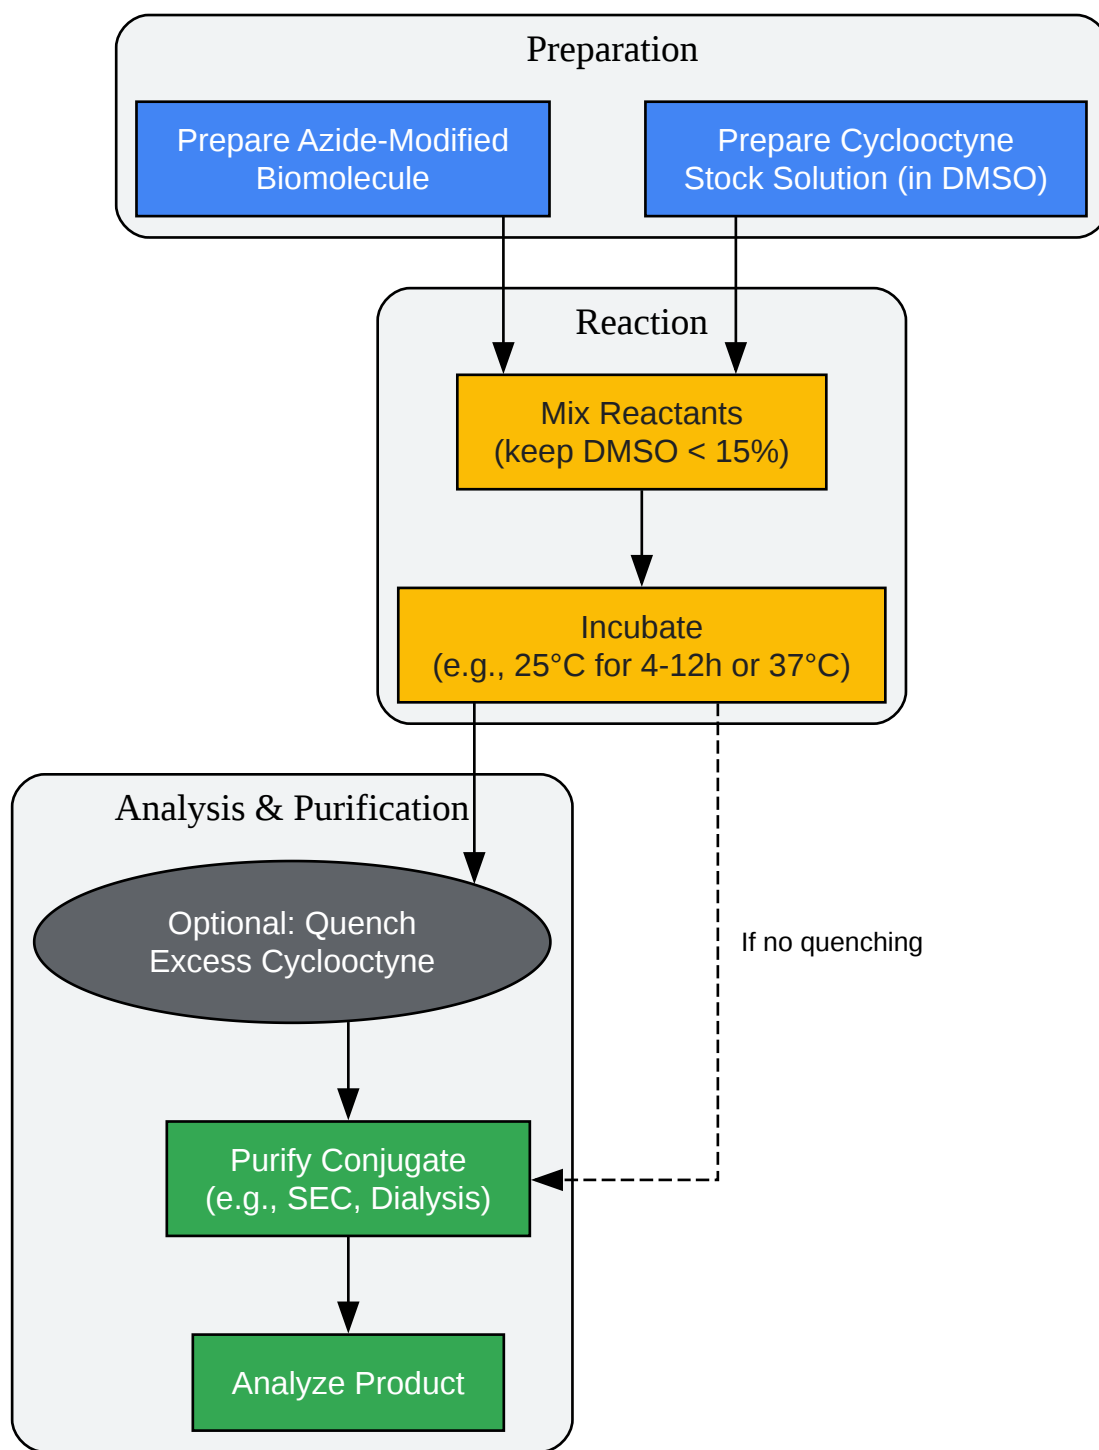 Preparation
Prepare Azide-Modified
Biomolecule
Prepare Cyclooctyne
Stock Solution (in DMSO)
Reaction
Mix Reactants
(keep DMSO < 15%)
Incubate
(e.g., 25°C for 4-12h or 37°C)
Analysis & Purification
Optional: Quench
Excess Cyclooctyne
If no quenching
Purify Conjugate
(e.g., SEC, Dialysis)
Analyze Product